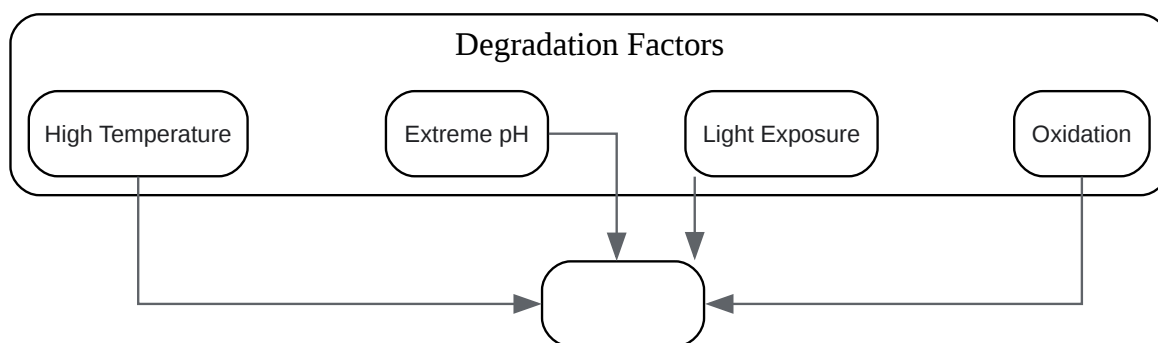 Degradation Factors
High Temperature
Extreme pH
Light Exposure
Oxidation